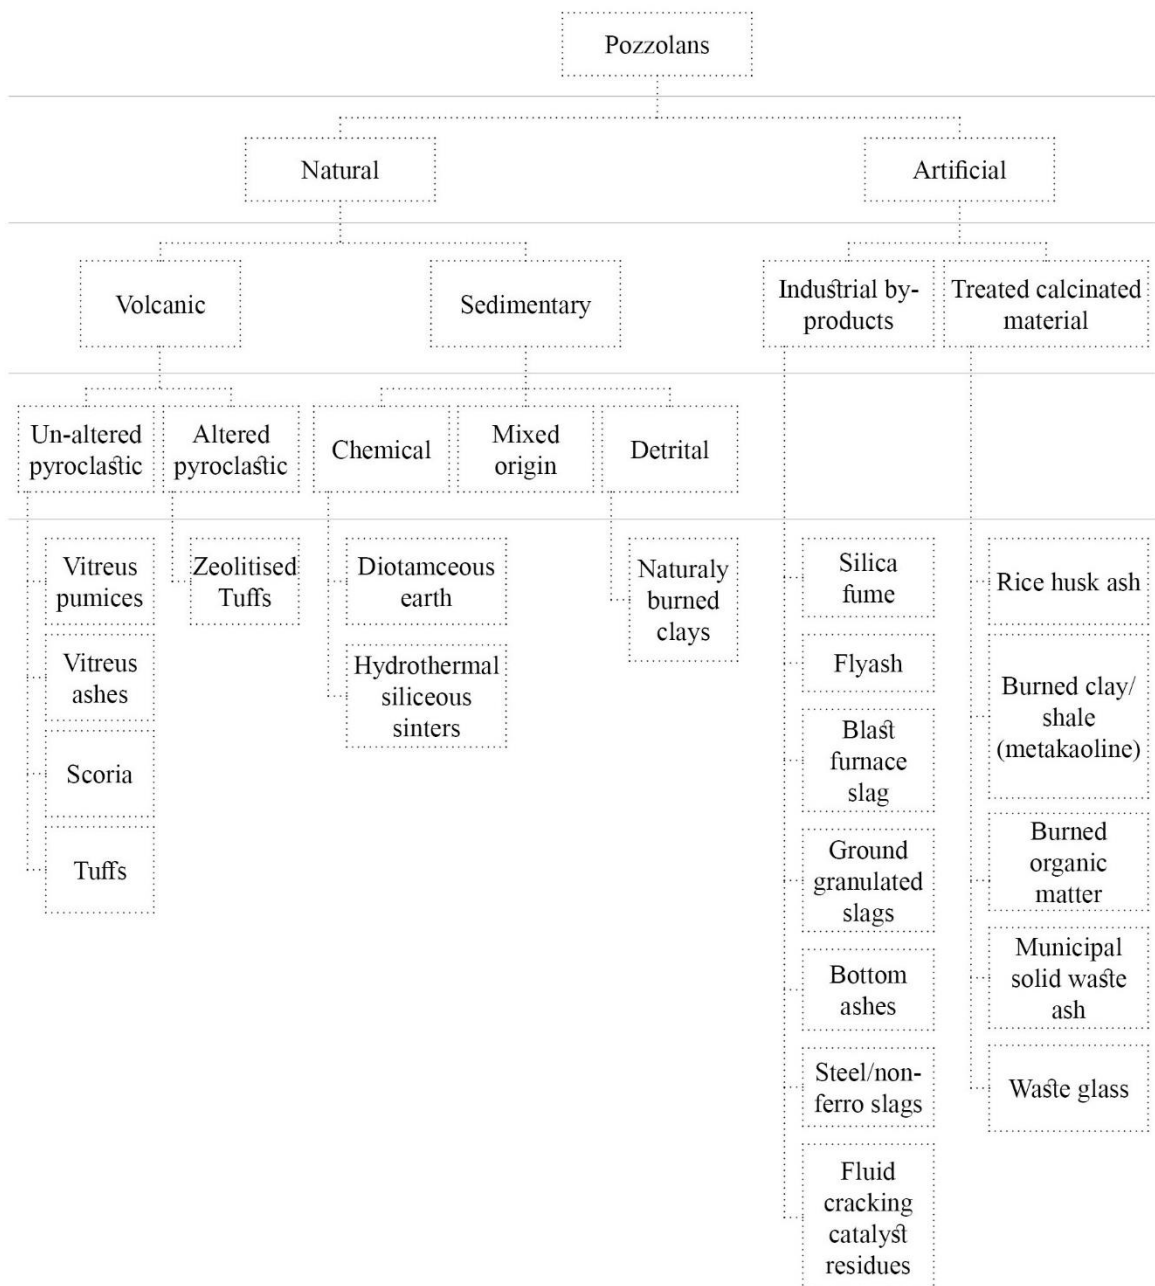 Pozzolans
Natural
Artificial
Volcanic
Sedimentary
Industrial by-
products
Treated calcinated
material
Un-altered
pyroclastic
Altered
pyroclastic
Chemical
Mixed
origin
Detrital
Vitreus
pumices
Vitreus
ashes
Scoria
Tuffs
Zeolitised
Tuffs
Diotamceous
earth
Hydrothermal
siliceous
sinters
Naturaly
burned
clays
Silica
fume
Flyash
Blast
furnace
slag
Ground
granulated
slags
Bottom
ashes
Steel/non-
ferro slags
Fluid
cracking
catalyst
residues
Rice husk ash
Burned clay/
shale
(metakaoline)
Burned
organic
matter
Municipal
solid waste
ash
Waste glass